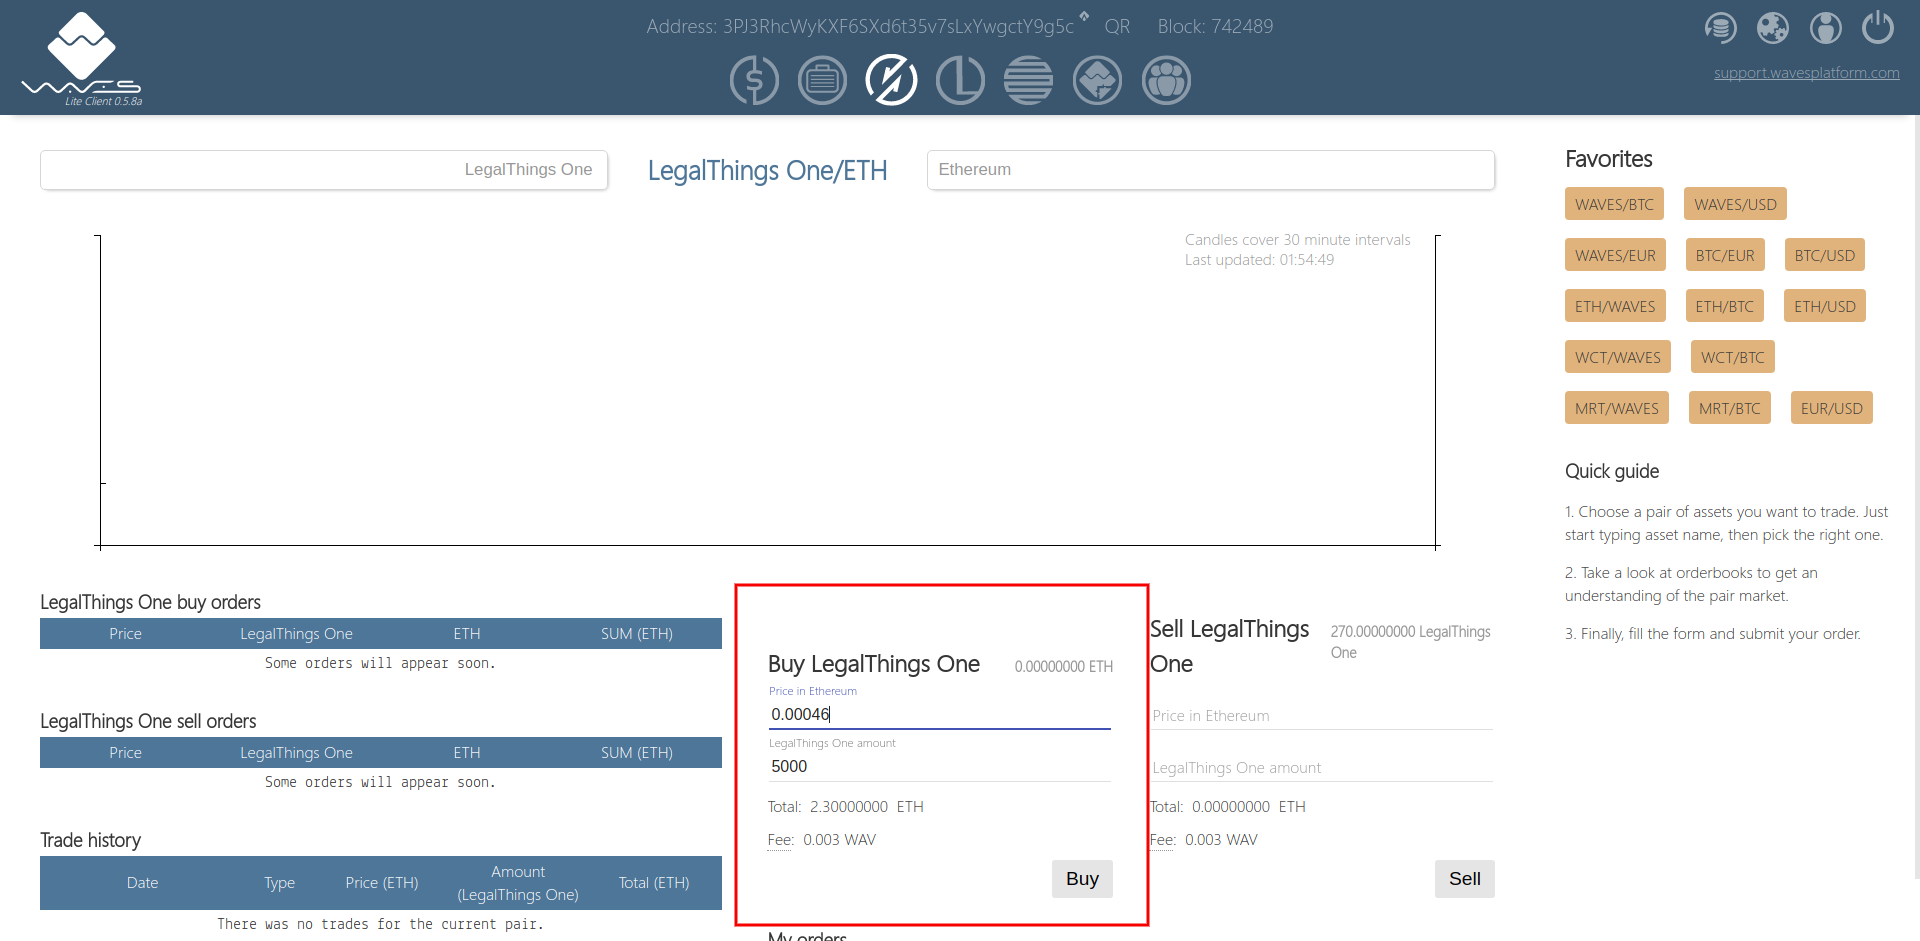 Address: 3PJ3RhcWyKXF6SXd6t35v7sLxYwgctY9g5c QR Block: 742489
WAVES
Lite Client 0.5.8a
support.wavesplatform.com
LegalThings One
LegalThings One/ETH
Ethereum
Candles cover 30 minute intervals
Last updated: 01:54:49
Favorites
WAVES/BTC WAVES/USD
WAVES/EUR BTC/EUR BTC/USD
ETH/WAVES ETH/BTC ETH/USD
WCT/WAVES WCT/BTC
MRT/WAVES MRT/BTC EUR/USD
Quick guide
1. Choose a pair of assets you want to trade. Just
start typing asset name, then pick the right one.
2. Take a look at orderbooks to get an
understanding of the pair market.
3. Finally, fill the form and submit your order.
LegalThings One buy orders
Price LegalThings One ETH SUM (ETH)
Some orders will appear soon.
LegalThings One sell orders
Price LegalThings One ETH SUM (ETH)
Some orders will appear soon.
Trade history
Date Type Price (ETH) Amount (LegalThings One) Total (ETH)
There was no trades for the current pair.
Buy LegalThings One 0.00000000 ETH
Price in Ethereum
0.00046
LegalThings One amount
5000
Total: 2.30000000 ETH
Fee: 0.003 WAV
Buy
Sell LegalThings One
270.00000000 LegalThings One
Price in Ethereum
LegalThings One amount
Total: 0.00000000 ETH
Fee: 0.003 WAV
Sell
My orders